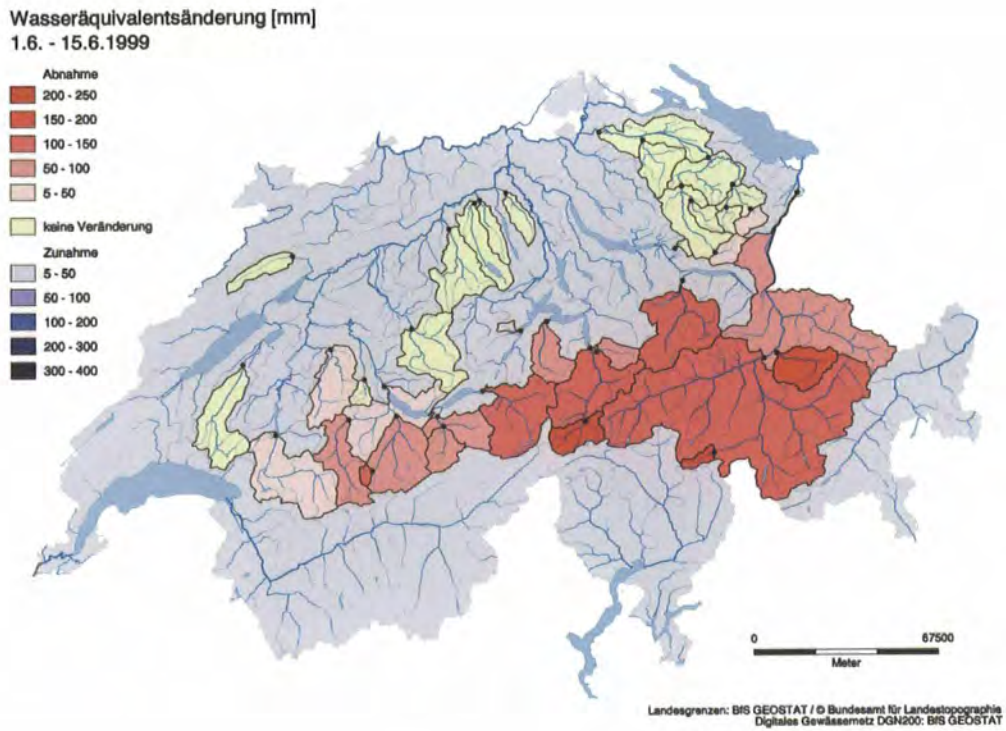 Wasseräquivalentsänderung [mm]
1.6. - 15.6.1999
Abnahme
200 - 250
150 - 200
100 - 150
50 - 100
5 - 50
keine Veränderung
Zunahme
5 - 50
50 - 100
100 - 200
200 - 300
300 - 400
0 67500
Meter
Landesgrenzen: BfS GEOSTAT / © Bundesamt für Landestopographie
Digitales Gewässernetz DGN200: BfS GEOSTAT